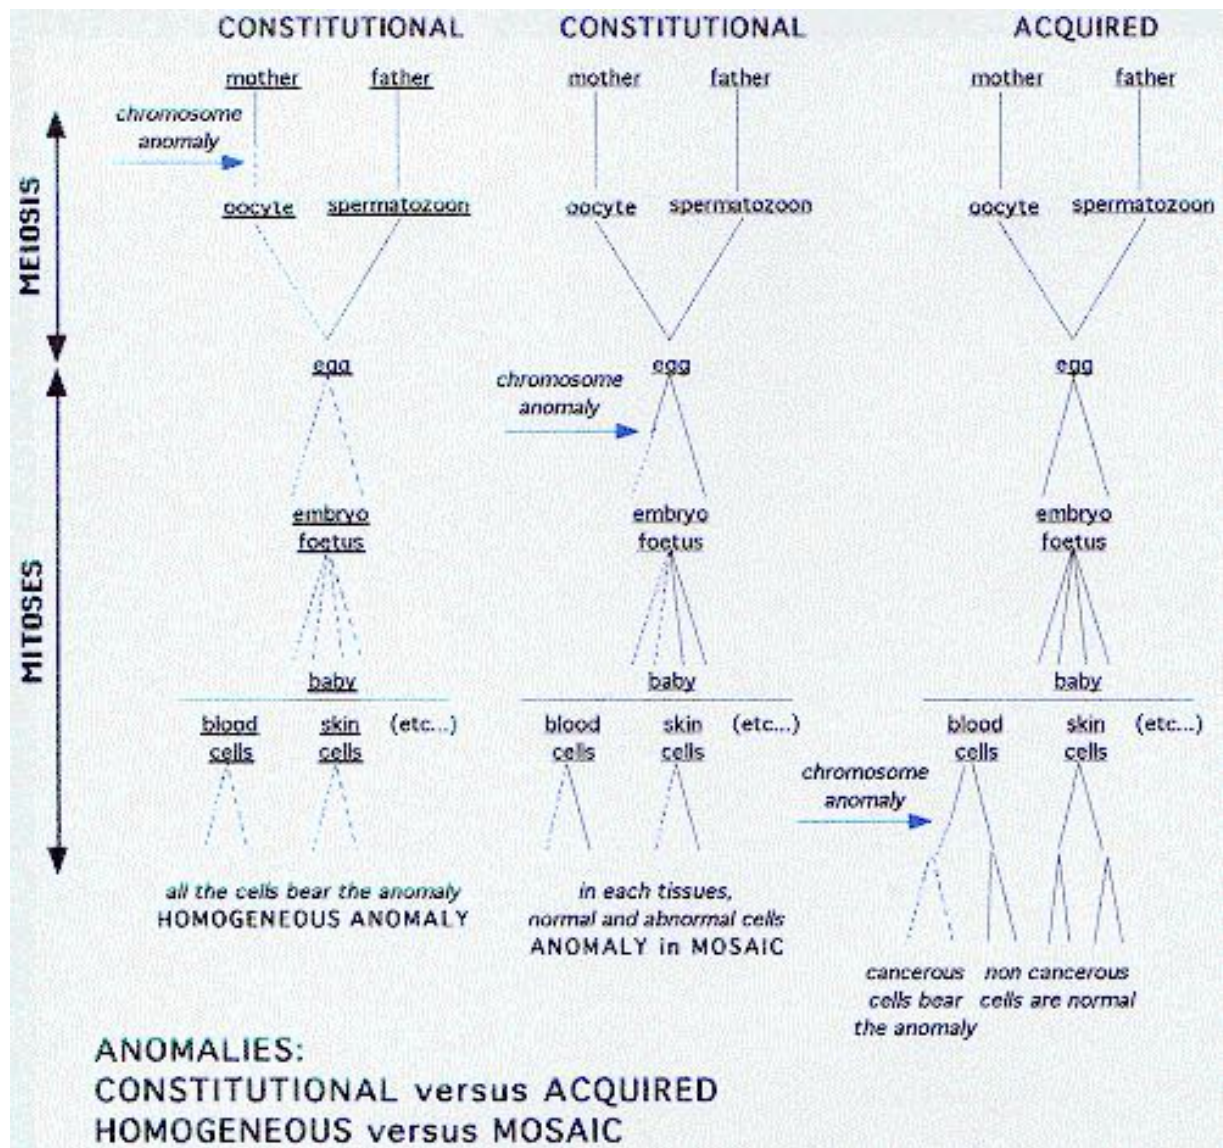 CONSTITUTIONAL CONSTITUTIONAL ACQUIRED
mother father mother father mother father
chromosome
anomaly
MEIOSIS
oocyte spermatozoon oocyte spermatozoon oocyte spermatozoon
egg egg egg
chromosome
anomaly
embryo embryo embryo
foetus foetus foetus
MITOSES
baby baby baby
blood skin (etc...) blood skin (etc...) blood skin (etc...)
cells cells cells cells cells cells
chromosome
anomaly
all the cells bear the anomaly
HOMOGENEOUS ANOMALY
in each tissues,
normal and abnormal cells
ANOMALY in MOSAIC
cancerous
cells bear
the anomaly
non cancerous
cells are normal
ANOMALIES:
CONSTITUTIONAL versus ACQUIRED
HOMOGENEOUS versus MOSAIC